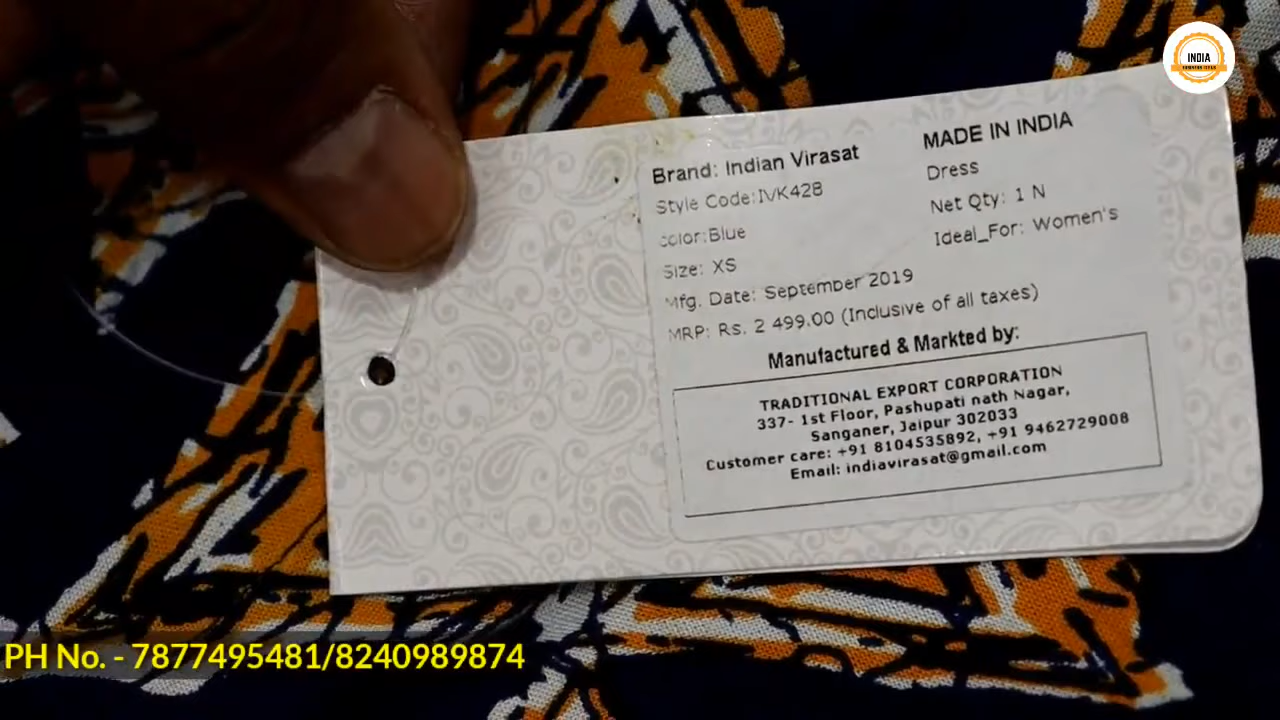 INDIA
Brand: Indian Virasat
MADE IN INDIA
Style Code:IVK428
Dress
color:Blue
Net Qty: 1 N
Size: XS
Ideal_For: Women's
Mfg. Date: September 2019
MRP: Rs. 2 499.00 (Inclusive of all taxes)
Manufactured & Markted by:
TRADITIONAL EXPORT CORPORATION
337- 1st Floor, Pashupati nath Nagar,
Sanganer, Jaipur 302033
Customer care: +91 8104535892, +91 9462729008
Email: indiavirasat@gmail.com
PH No. - 7877495481/8240989874